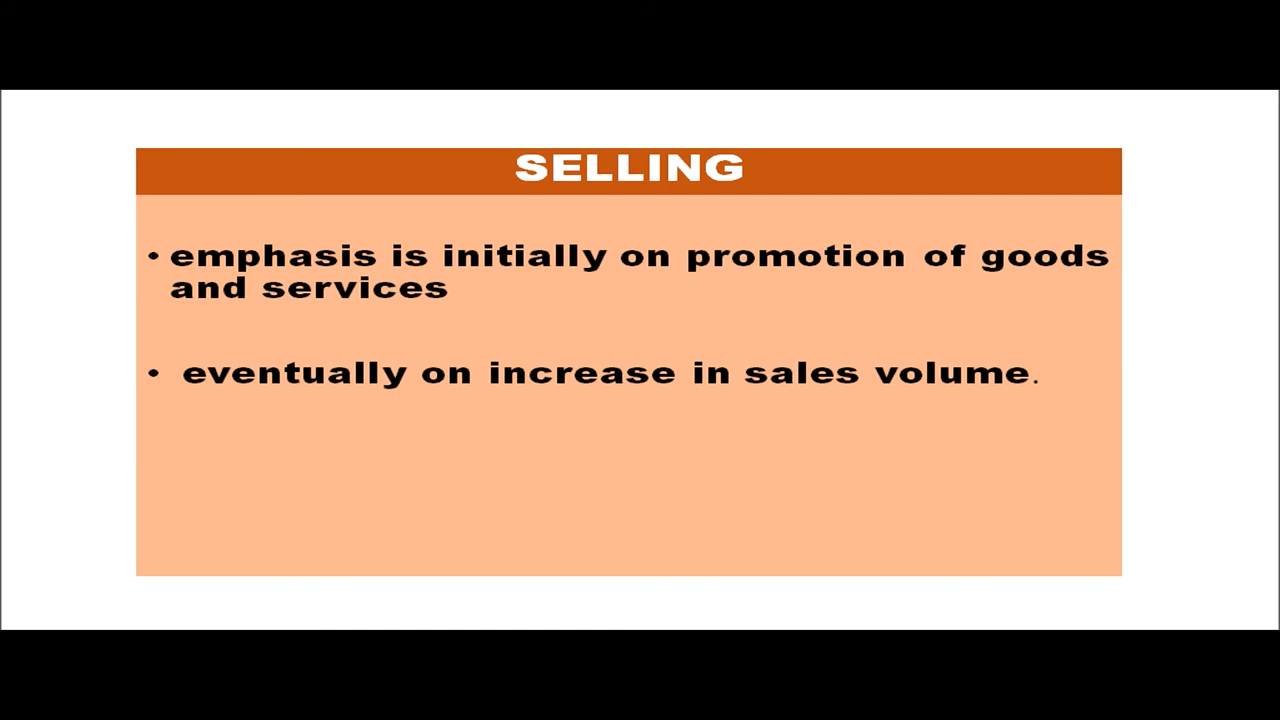 SELLING
• emphasis is initially on promotion of goods
and services
• eventually on increase in sales volume.